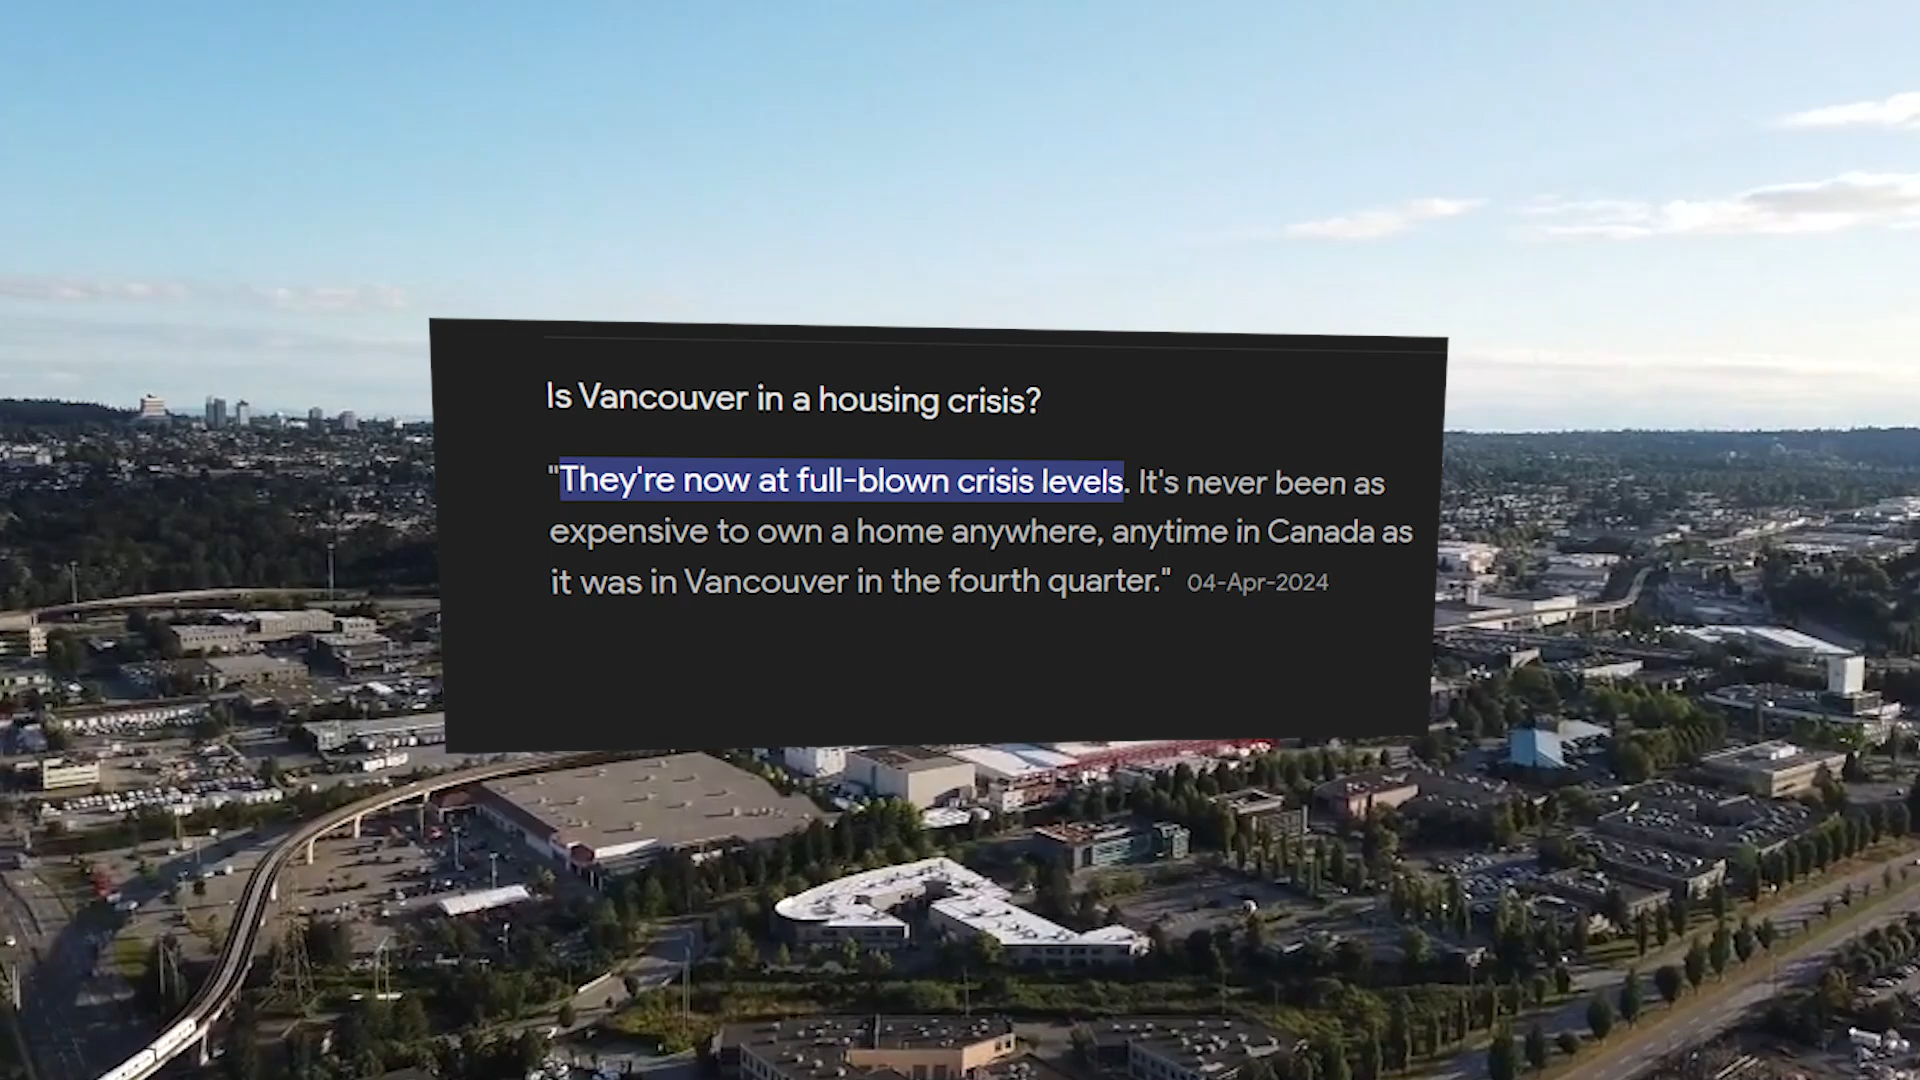 Is Vancouver in a housing crisis?
"They're now at full-blown crisis levels. It's never been as
expensive to own a home anywhere, anytime in Canada as
it was in Vancouver in the fourth quarter." 04-Apr-2024